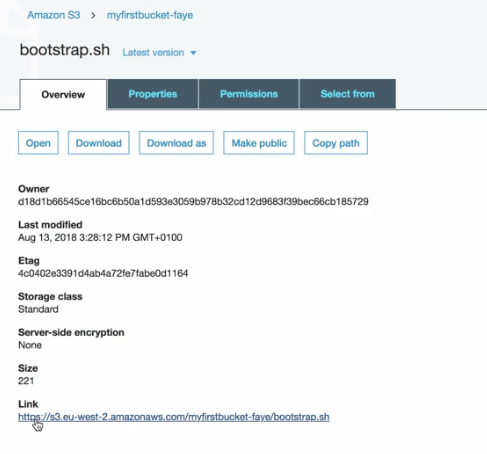 Amazon S3 > myfirstbucket-faye
bootstrap.sh Latest version
Overview Properties Permissions Select from
Open Download Download as Make public Copy path
Owner
d18d1b66545ce16bc6b50a1d593e3059b978b32cd12d9683f39bec66cb185729
Last modified
Aug 13, 2018 3:28:12 PM GMT+0100
Etag
4c0402e3391d4ab4a72fe7fabe0d1164
Storage class
Standard
Server-side encryption
None
Size
221
Link
https://s3.eu-west-2.amazonaws.com/myfirstbucket-faye/bootstrap.sh